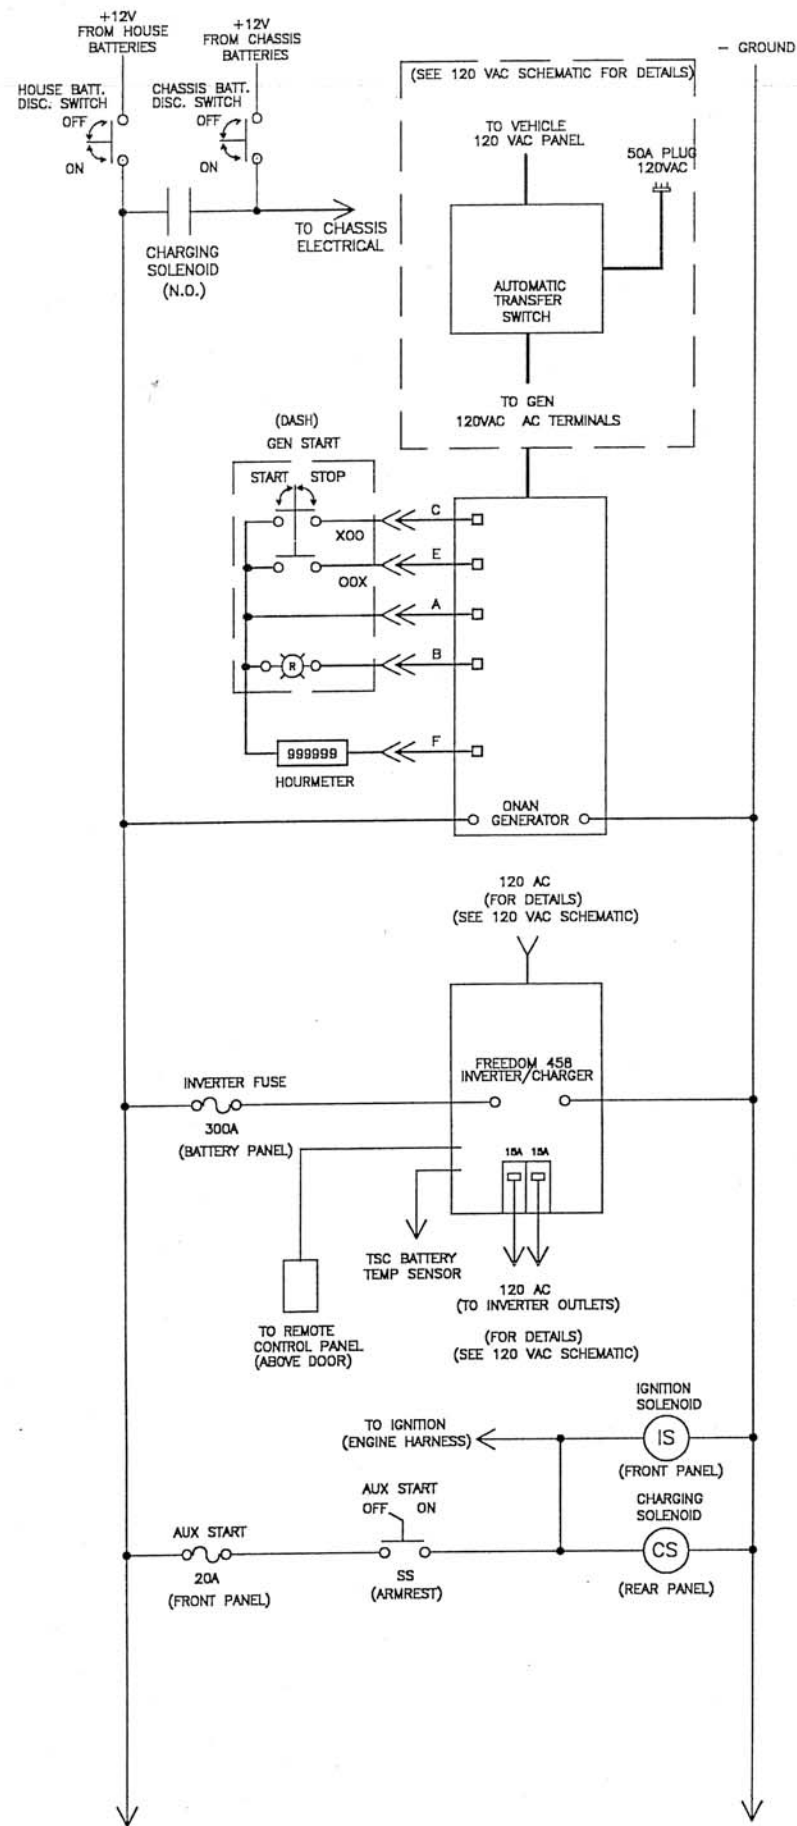 +12V
FROM HOUSE
BATTERIES
+12V
FROM CHASSIS
BATTERIES
- GROUND
HOUSE BATT.
DISC. SWITCH
OFF
ON
CHASSIS BATT.
DISC. SWITCH
OFF
ON
(SEE 120 VAC SCHEMATIC FOR DETAILS)
TO VEHICLE
120 VAC PANEL
50A PLUG
120VAC
TO CHASSIS
ELECTRICAL
CHARGING
SOLENOID
(N.O.)
AUTOMATIC
TRANSFER
SWITCH
TO GEN
120VAC AC TERMINALS
(DASH)
GEN START
START STOP
C
XOO
E
OOX
A
R
B
999999
F
HOURMETER
ONAN
GENERATOR
120 AC
(FOR DETAILS)
(SEE 120 VAC SCHEMATIC)
FREEDOM 458
INVERTER/CHARGER
INVERTER FUSE
300A
(BATTERY PANEL)
15A 15A
TSC BATTERY
TEMP SENSOR
120 AC
(TO INVERTER OUTLETS)
(FOR DETAILS)
(SEE 120 VAC SCHEMATIC)
TO REMOTE
CONTROL PANEL
(ABOVE DOOR)
IGNITION
SOLENOID
TO IGNITION
(ENGINE HARNESS)
IS
(FRONT PANEL)
AUX START
OFF ON
CHARGING
SOLENOID
AUX START
20A
(FRONT PANEL)
SS
(ARMREST)
CS
(REAR PANEL)